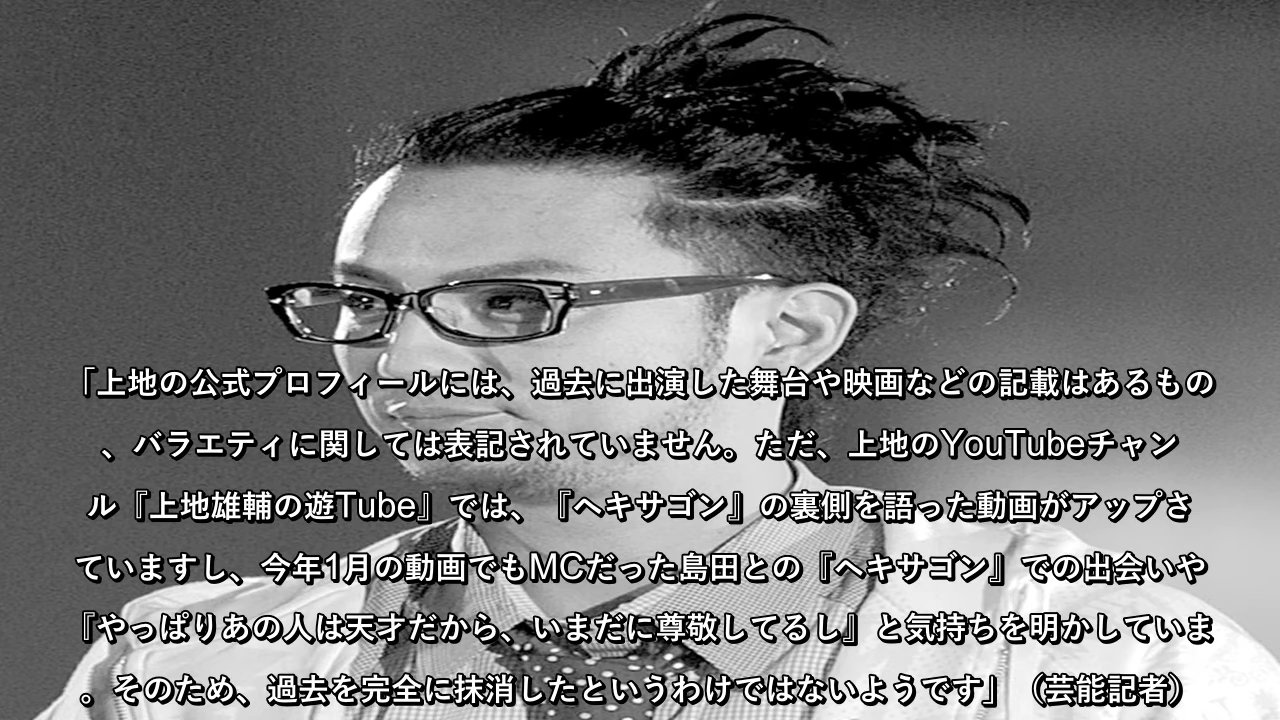 「上地の公式プロフィールには、過去に出演した舞台や映画などの記載はあるもの
、バラエティに関しては表記されていません。ただ、上地のYouTubeチャン
ル『上地雄輔の遊Tube』では、『ヘキサゴン』の裏側を語った動画がアップさ
ていますし、今年1月の動画でもMCだった島田との『ヘキサゴン』での出会いや
『やっぱりあの人は天才だから、いまだに尊敬してるし』と気持ちを明かしていま
。そのため、過去を完全に抹消したというわけではないようです」（芸能記者）